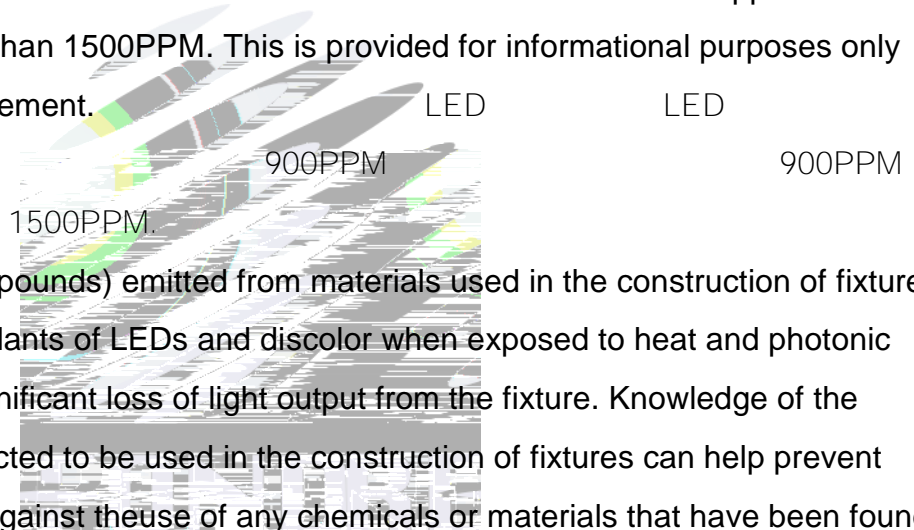 han 1500PPM. This is provided for informational purposes only
ement. LED LED
900PPM 900PPM
1500PPM.
pounds) emitted from materials used in the construction of fixture
lants of LEDs and discolor when exposed to heat and photonic
nificant loss of light output from the fixture. Knowledge of the
cted to be used in the construction of fixtures can help prevent
gainst theuse of any chemicals or materials that have been foun